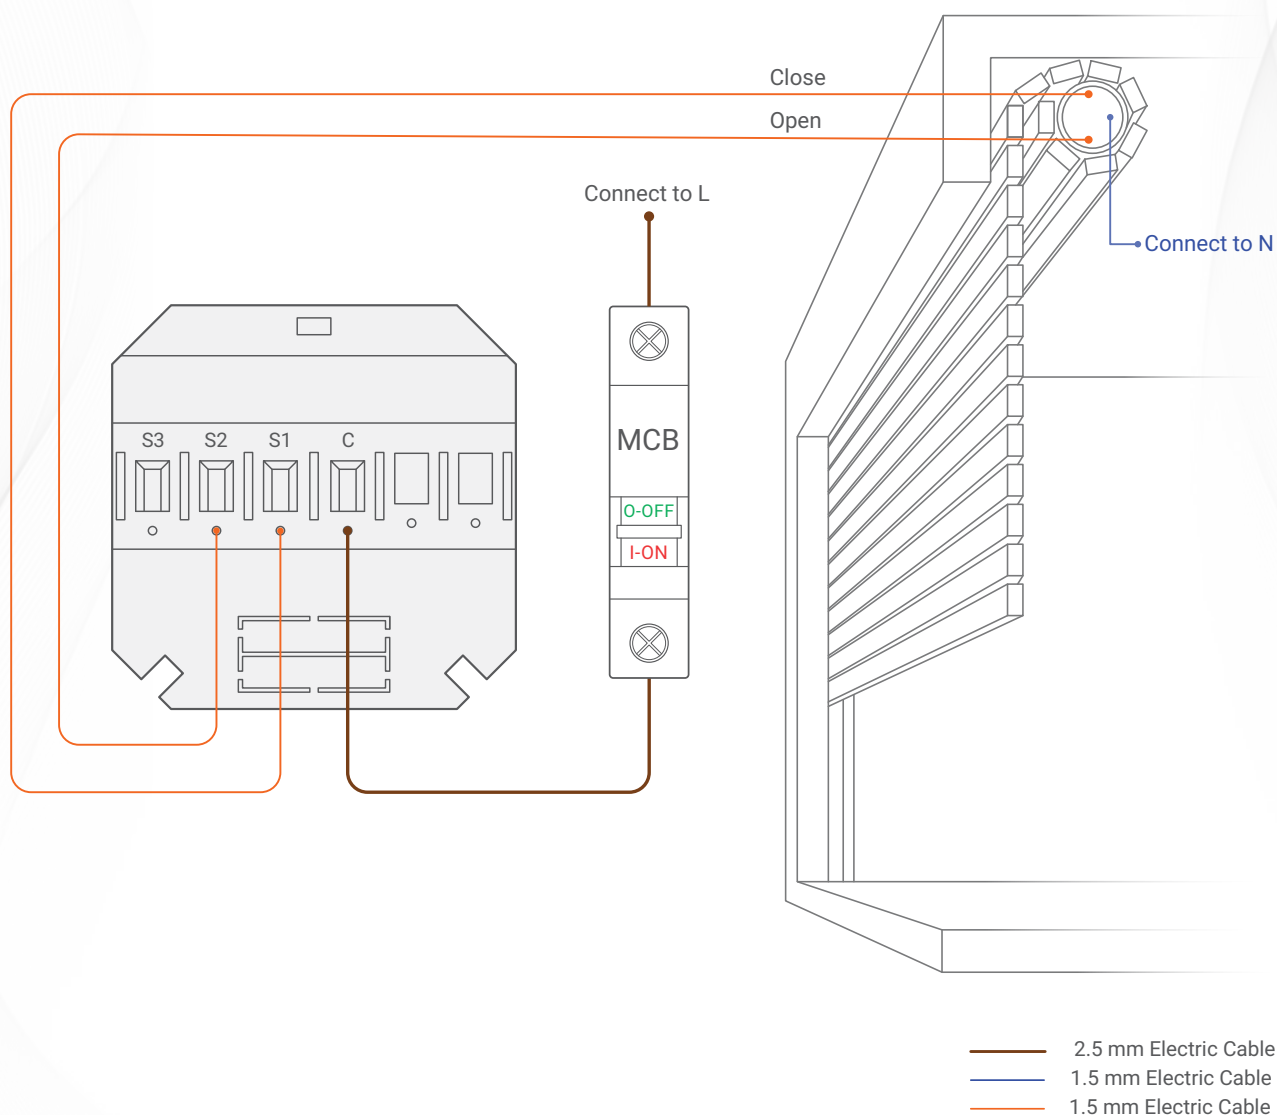 Close
Open
Connect to L
Connect to N
S3 S2 S1 C
MCB
O-OFF
I-ON
2.5 mm Electric Cable
1.5 mm Electric Cable
1.5 mm Electric Cable